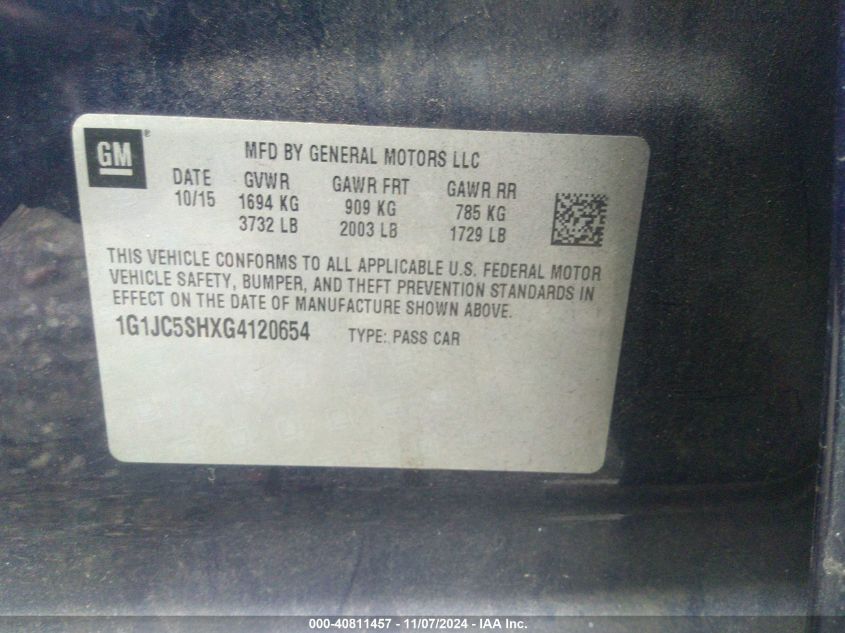 GM ® MFD BY GENERAL MOTORS LLC
DATE GVWR GAWR FRT GAWR RR
10/15 1694 KG 909 KG 785 KG
3732 LB 2003 LB 1729 LB
THIS VEHICLE CONFORMS TO ALL APPLICABLE U.S. FEDERAL MOTOR
VEHICLE SAFETY, BUMPER, AND THEFT PREVENTION STANDARDS IN
EFFECT ON THE DATE OF MANUFACTURE SHOWN ABOVE.
1G1JC5SHXG4120654 TYPE: PASS CAR
000-40811457 - 11/07/2024 - IAA Inc.